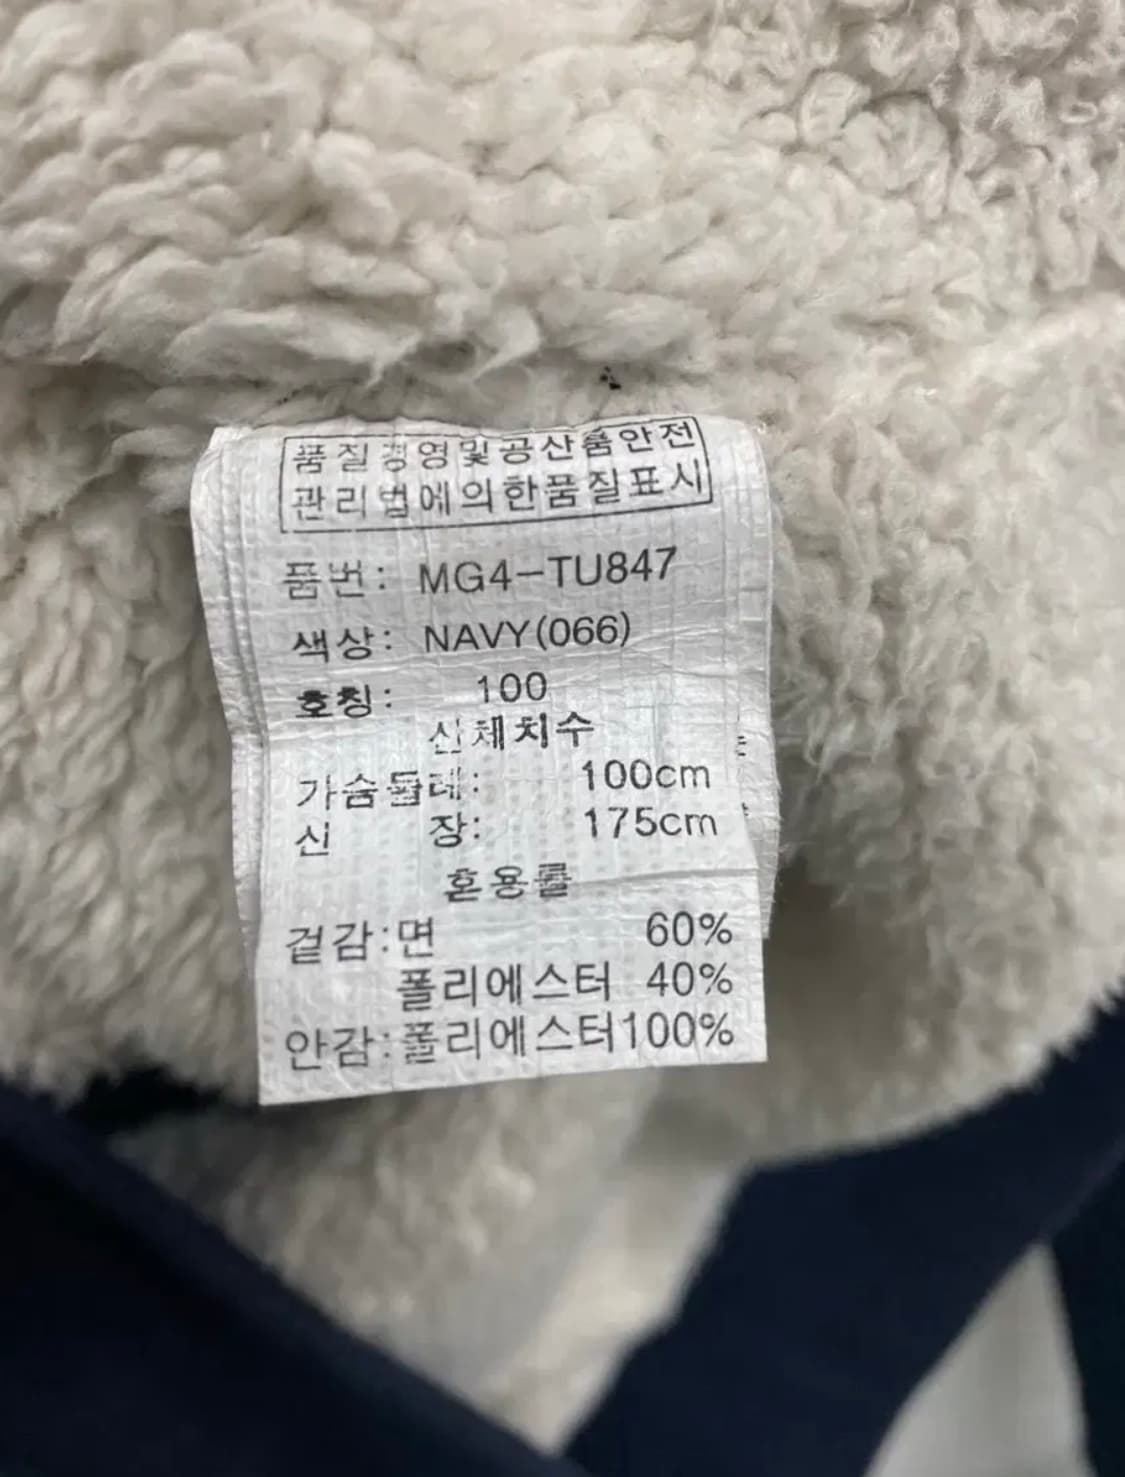 품질경영및공산품안전
관리법에의한품질표시
품번: MG4-TU847
색상: NAVY(066)
호칭: 100
신체치수
가슴둘레: 100cm
신 장: 175cm
혼용률
겉감:면 60%
폴리에스터 40%
안감:폴리에스터100%